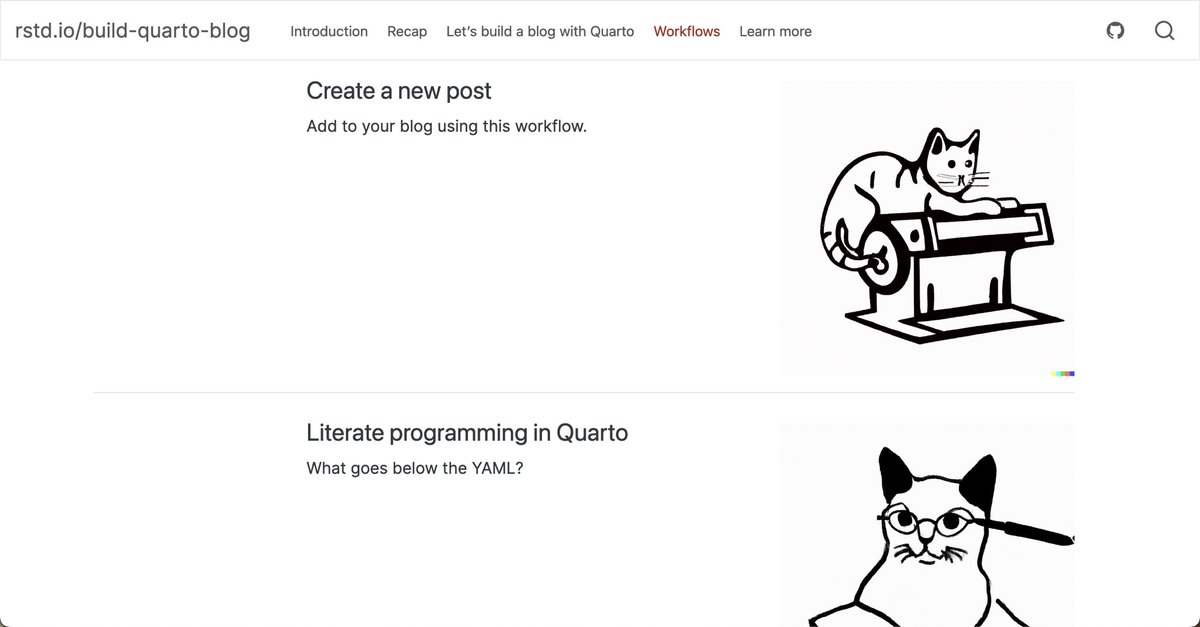 rstd.io/build-quarto-blog Introduction Recap Let's build a blog with Quarto Workflows Learn more
Create a new post
Add to your blog using this workflow.
Literate programming in Quarto
What goes below the YAML?